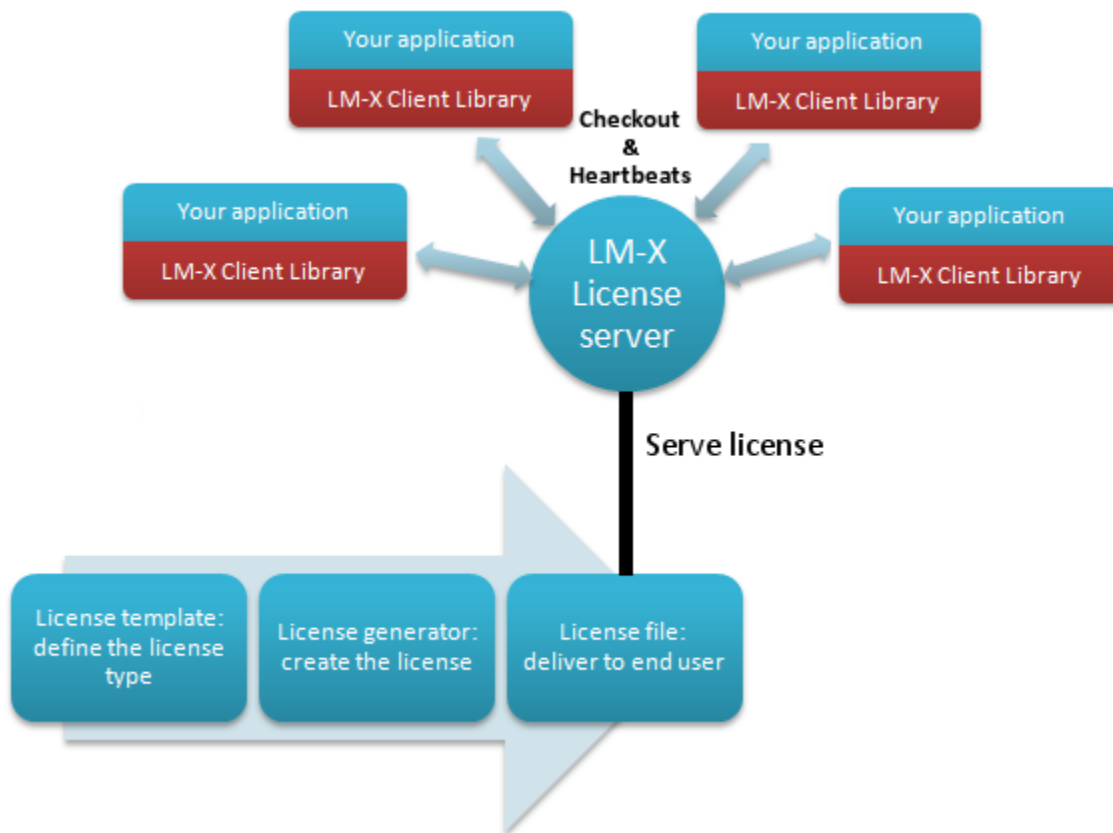 Your application
LM-X Client Library
Your application
LM-X Client Library
Checkout
&
Heartbeats
Your application
LM-X Client Library
Your application
LM-X Client Library
LM-X
License
server
Serve license
License template:
define the license
type
License generator:
create the license
License file:
deliver to end user